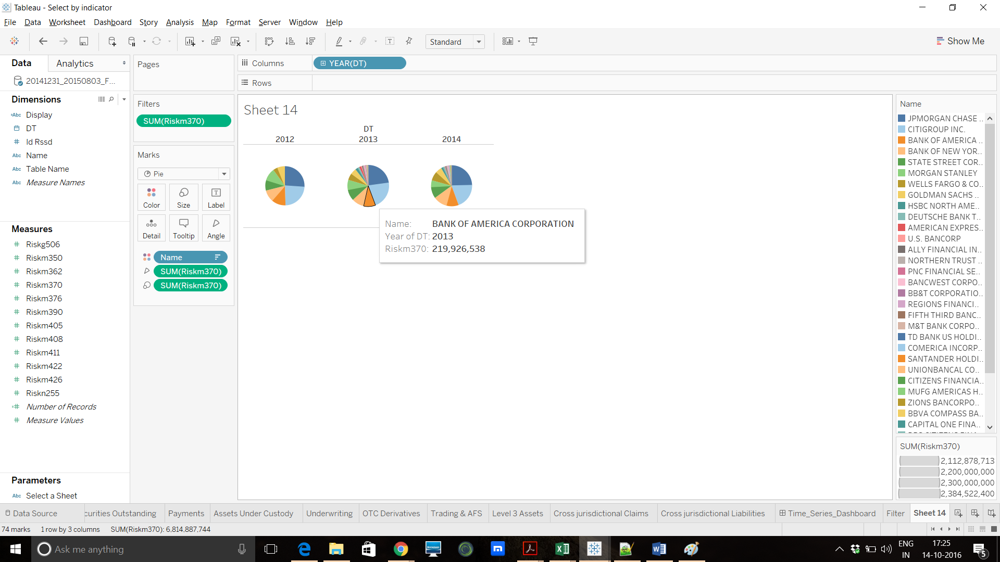 Tableau - Select by indicator
File Data Worksheet Dashboard Story Analysis Map Format Server Window Help
Standard
Show Me
Data
Analytics
20141231_20150803_F...
Dimensions
=Abc Display
DT
# Id Rssd
Abc Name
Abc Table Name
Abc Measure Names
Measures
# Riskg506
# Riskm350
# Riskm362
# Riskm370
# Riskm376
# Riskm390
# Riskm405
# Riskm408
# Riskm411
# Riskm422
# Riskm426
# Riskn255
=# Number of Records
# Measure Values
Parameters
Abc Select a Sheet
Pages
Filters
SUM(Riskm370)
Marks
Pie
Color Size Label
Detail Tooltip Angle
Name
SUM(Riskm370)
SUM(Riskm370)
Columns
YEAR(DT)
Rows
Sheet 14
DT
2012 2013 2014
Name: BANK OF AMERICA CORPORATION
Year of DT: 2013
Riskm370: 219,926,538
Name
JPMORGAN CHASE ..
CITIGROUP INC.
BANK OF AMERICA ..
BANK OF NEW YOR..
STATE STREET COR..
MORGAN STANLEY
WELLS FARGO & CO..
GOLDMAN SACHS ..
HSBC NORTH AME..
DEUTSCHE BANK T..
AMERICAN EXPRES..
U.S. BANCORP
ALLY FINANCIAL IN..
NORTHERN TRUST ..
PNC FINANCIAL SE..
BANCWEST CORPO..
BB&T CORPORATIO..
REGIONS FINANCI..
FIFTH THIRD BANC..
M&T BANK CORPO..
TD BANK US HOLDI..
COMERICA INCORP..
SANTANDER HOLDI..
UNIONBANCAL CO..
CITIZENS FINANCIA..
MUFG AMERICAS H..
ZIONS BANCORPO..
BBVA COMPASS BA..
CAPITAL ONE FINA..
SUM(Riskm370)
2,112,878,713
2,200,000,000
2,300,000,000
2,384,522,400
Data Source
curities Outstanding Payments Assets Under Custody Underwriting OTC Derivatives Trading & AFS Level 3 Assets Cross jurisdictional Claims Cross jurisdictional Liabilities Time_Series_Dashboard Filter Sheet 14
74 marks 1 row by 3 columns SUM(Riskm370): 6,814,887,744
Ask me anything
ENG
IN
17:25
14-10-2016
5